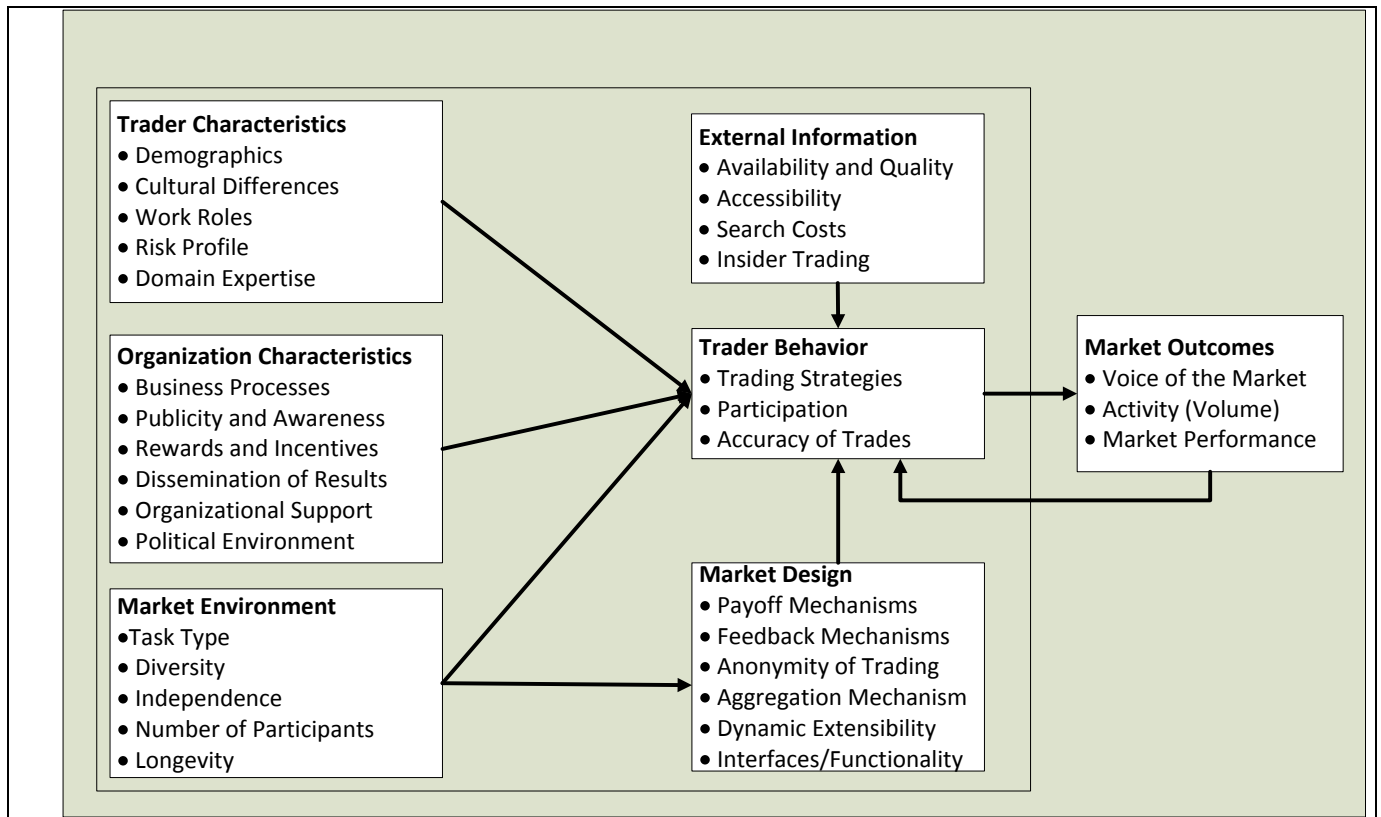 Trader Characteristics
● Demographics
● Cultural Differences
● Work Roles
● Risk Profile
● Domain Expertise
Organization Characteristics
● Business Processes
● Publicity and Awareness
● Rewards and Incentives
● Dissemination of Results
● Organizational Support
● Political Environment
Market Environment
●Task Type
● Diversity
● Independence
● Number of Participants
● Longevity
External Information
● Availability and Quality
● Accessibility
● Search Costs
● Insider Trading
Trader Behavior
● Trading Strategies
● Participation
● Accuracy of Trades
Market Design
● Payoff Mechanisms
● Feedback Mechanisms
● Anonymity of Trading
● Aggregation Mechanism
● Dynamic Extensibility
● Interfaces/Functionality
Market Outcomes
● Voice of the Market
● Activity (Volume)
● Market Performance